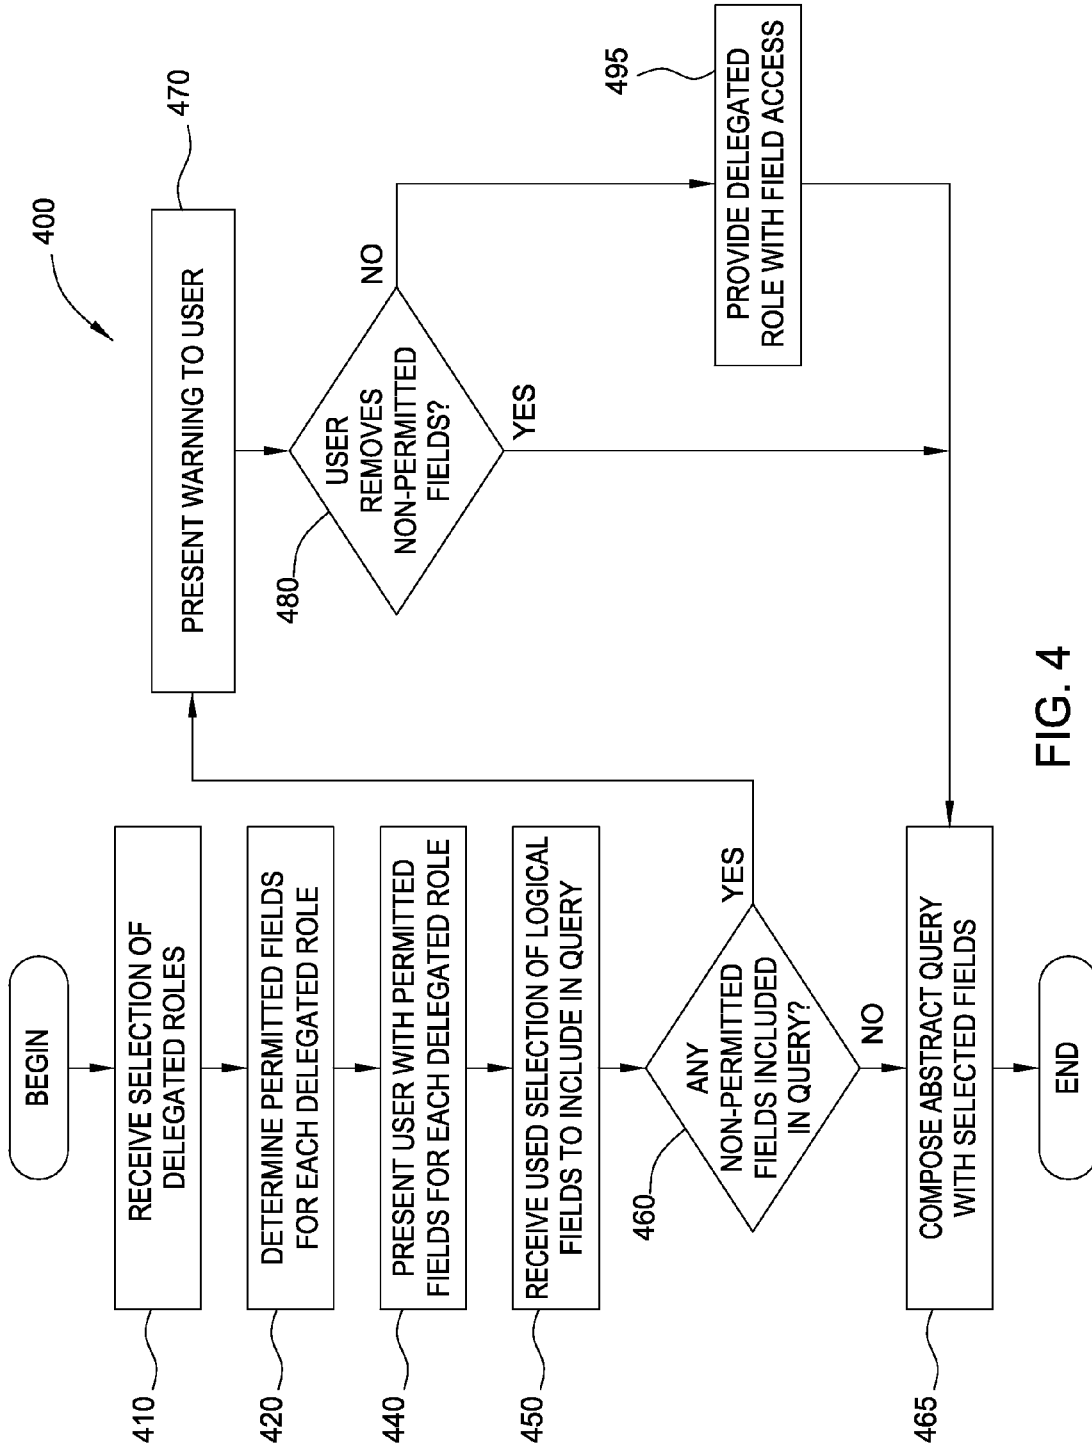 400
BEGIN
410
RECEIVE SELECTION OF
DELEGATED ROLES
420
DETERMINE PERMITTED FIELDS
FOR EACH DELEGATED ROLE
440
PRESENT USER WITH PERMITTED
FIELDS FOR EACH DELEGATED ROLE
450
RECEIVE USED SELECTION OF LOGICAL
FIELDS TO INCLUDE IN QUERY
460
ANY
NON-PERMITTED
FIELDS INCLUDED
IN QUERY?
YES
NO
465
COMPOSE ABSTRACT QUERY
WITH SELECTED FIELDS
END
470
PRESENT WARNING TO USER
480
USER
REMOVES
NON-PERMITTED
FIELDS?
NO
YES
495
PROVIDE DELEGATED
ROLE WITH FIELD ACCESS
FIG. 4